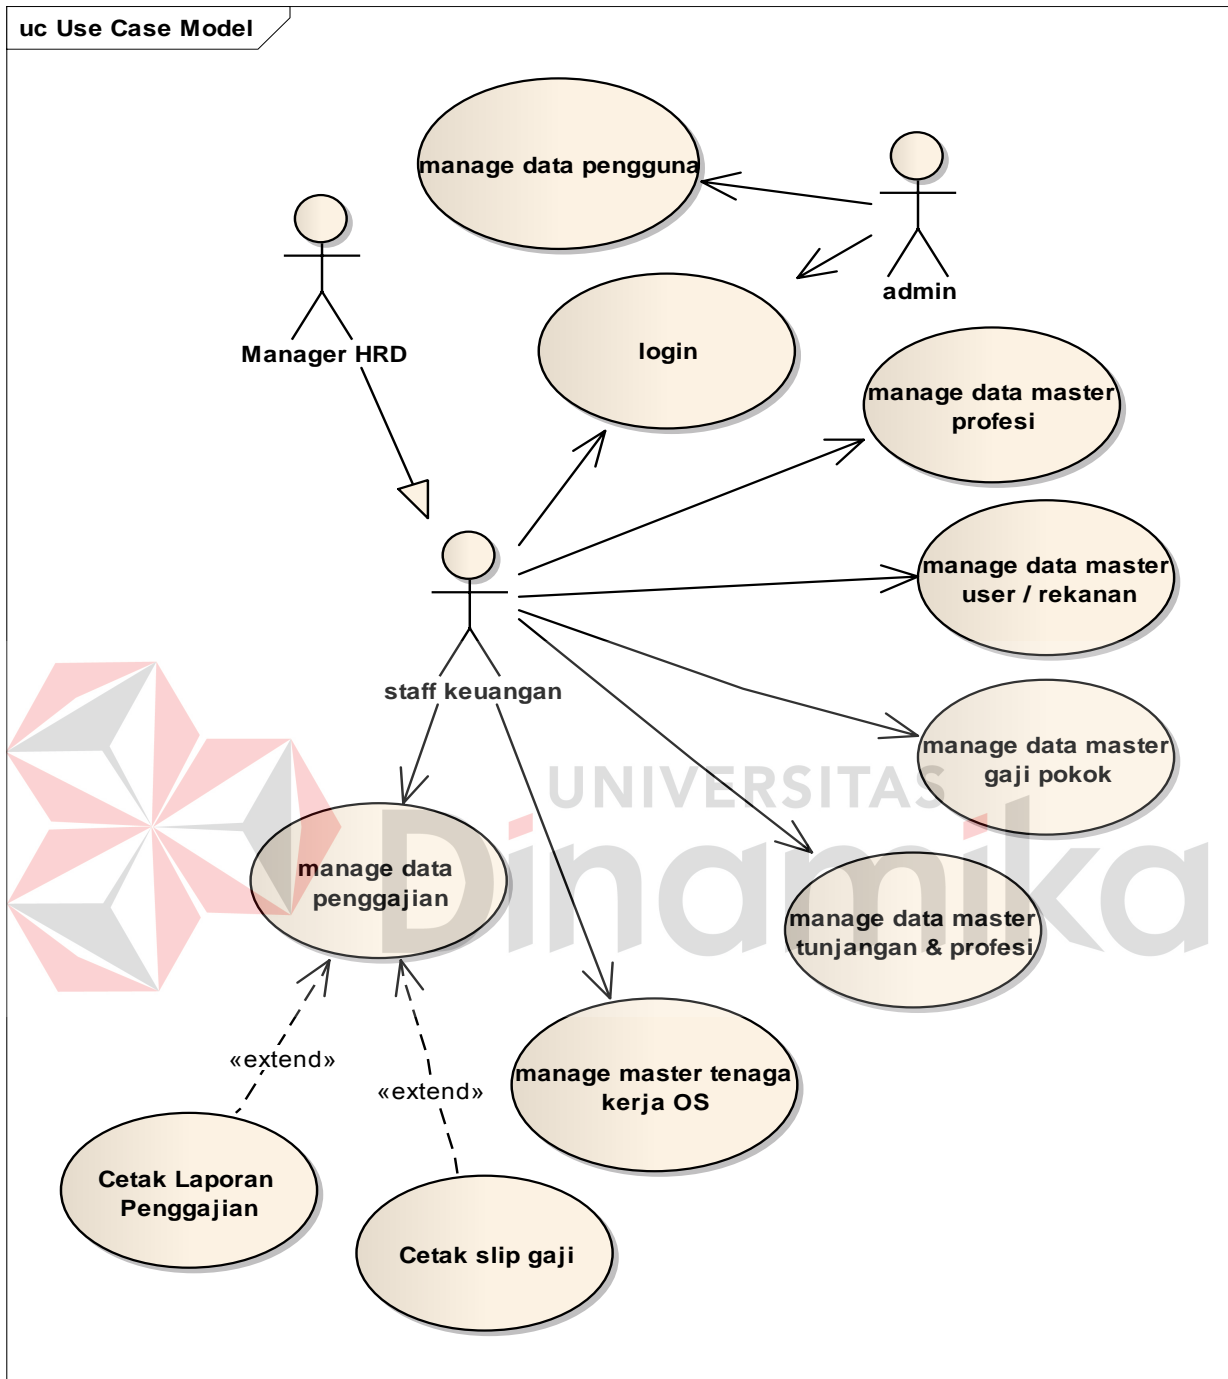 uc Use Case Model
manage data pengguna
admin
Manager HRD
login
manage data master
profesi
manage data master
user / rekanan
staff keuangan
manage data master
gaji pokok
UNIVERSITAS
Dinamika
manage data
penggajian
manage data master
tunjangan & profesi
«extend»
«extend»
manage master tenaga
kerja OS
Cetak Laporan
Penggajian
Cetak slip gaji